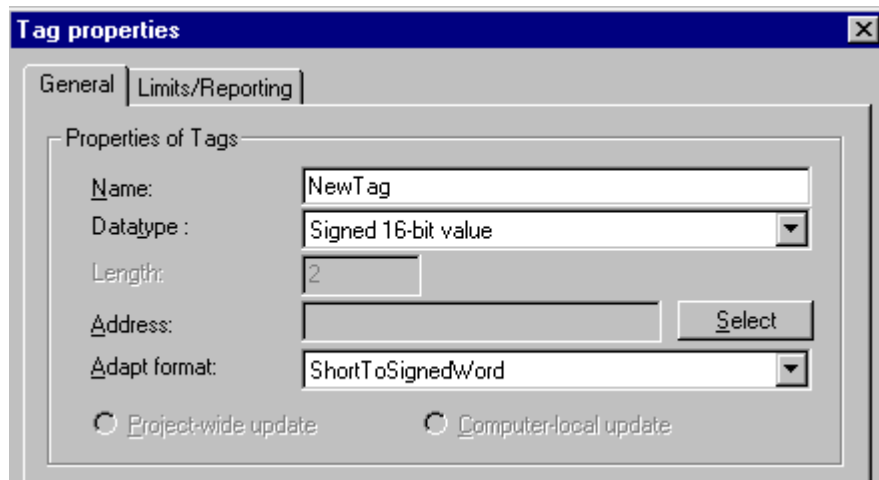 Tag properties
General Limits/Reporting
Properties of Tags
Name: NewTag
Datatype : Signed 16-bit value
Length: 2
Address: Select
Adapt format: ShortToSignedWord
Project-wide update Computer-local update